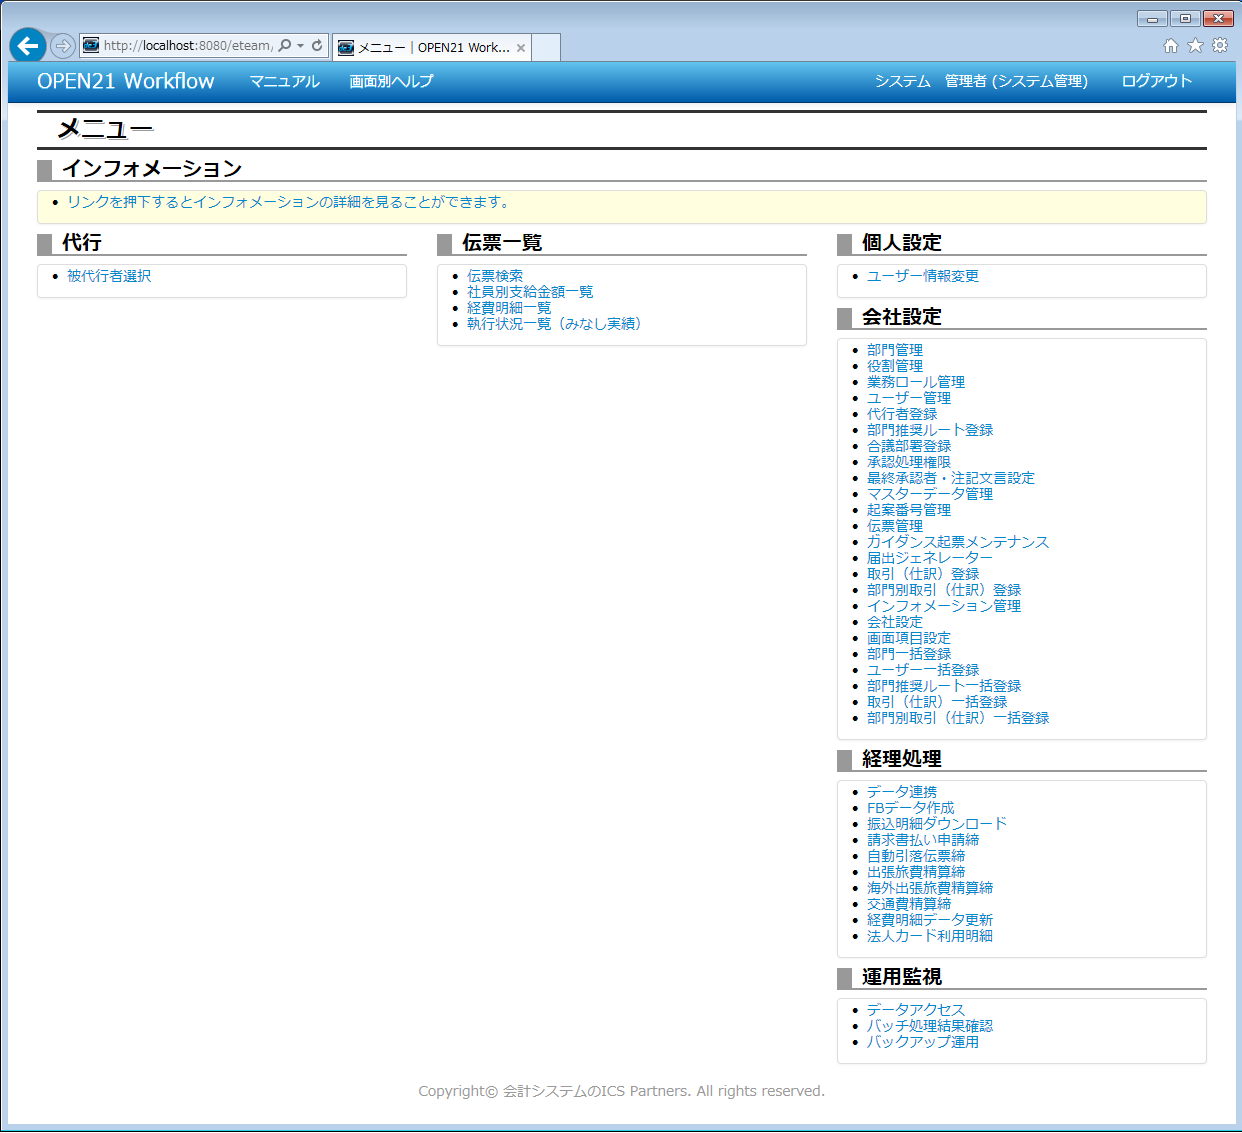 http://localhost:8080/eteam/
メニュー | OPEN21 Work...
OPEN21 Workflow
マニュアル
画面別ヘルプ
システム　管理者 (システム管理)
ログアウト
メニュー
インフォメーション
リンクを押下するとインフォメーションの詳細を見ることができます。
代行
被代行者選択
伝票一覧
伝票検索
社員別支給金額一覧
経費明細一覧
執行状況一覧（みなし実績）
個人設定
ユーザー情報変更
会社設定
部門管理
役割管理
業務ロール管理
ユーザー管理
代行者登録
部門推奨ルート登録
合議部署登録
承認処理権限
最終承認者・注記文言設定
マスターデータ管理
起案番号管理
伝票管理
ガイダンス起票メンテナンス
届出ジェネレーター
取引（仕訳）登録
部門別取引（仕訳）登録
インフォメーション管理
会社設定
画面項目設定
部門一括登録
ユーザー一括登録
部門推奨ルート一括登録
取引（仕訳）一括登録
部門別取引（仕訳）一括登録
経理処理
データ連携
FBデータ作成
振込明細ダウンロード
請求書払い申請締
自動引落伝票締
出張旅費精算締
海外出張旅費精算締
交通費精算締
経費明細データ更新
法人カード利用明細
運用監視
データアクセス
バッチ処理結果確認
バックアップ運用
Copyright© 会計システムのICS Partners. All rights reserved.